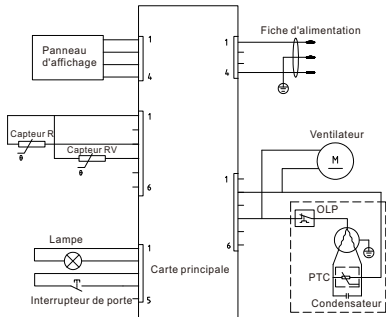 Panneau
d'affichage
1
4
Fiche d'alimentation
1
4
Capteur R
θ
Capteur RV
θ
1
6
Ventilateur
M
1
6
OLP
PTC
Condensateur
Lampe
Interrupteur de porte
1
5
Carte principale